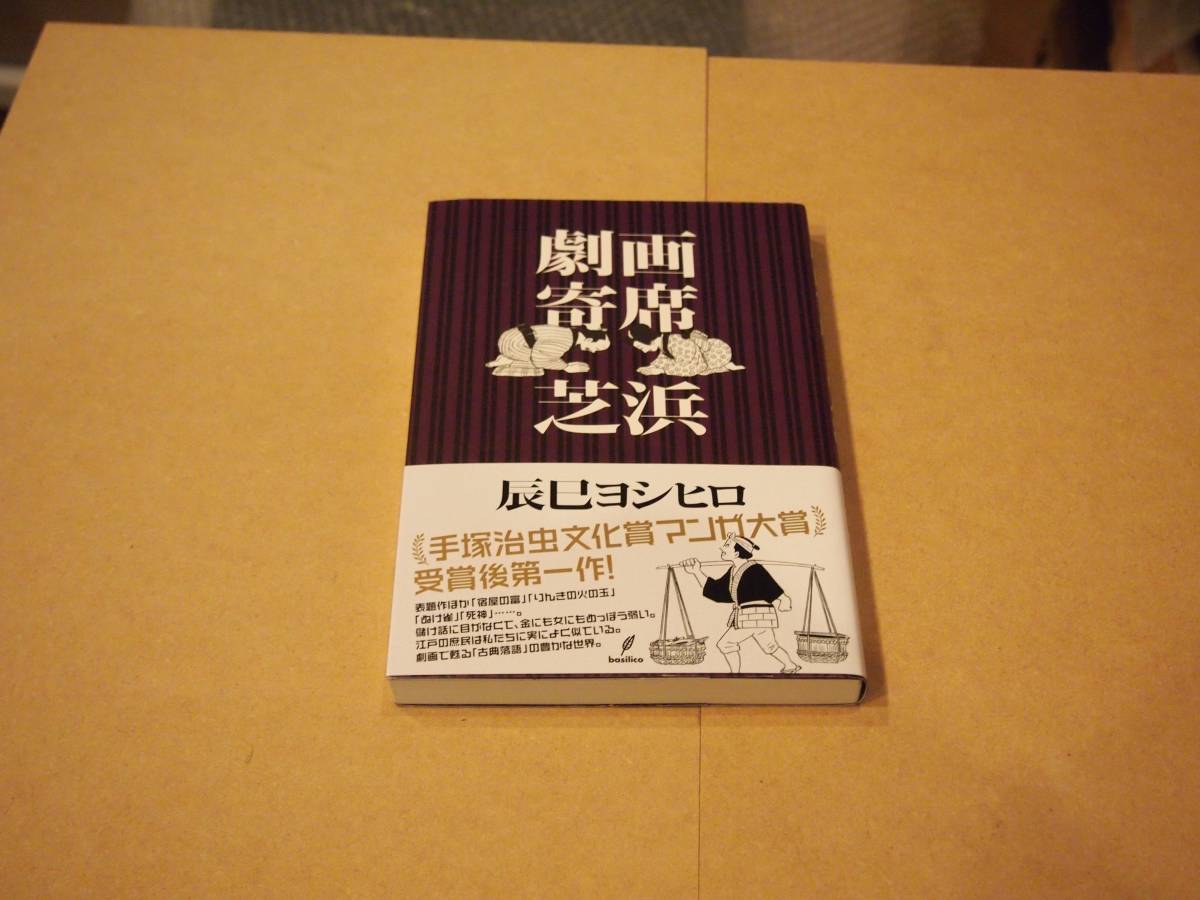 劇画
寄席
芝浜
辰巳ヨシヒロ
手塚治虫文化賞マンガ大賞
受賞後第一作!
表題作ほか「宿屋の富」「りんきの火の玉」
「ぬけ雀」「死神」……。
儲け話に目がなくて、金にも女にもめっぽう弱い。
江戸の庶民は私たちに実によく似ている。
劇画で甦る「古典落語」の豊かな世界。
basilico